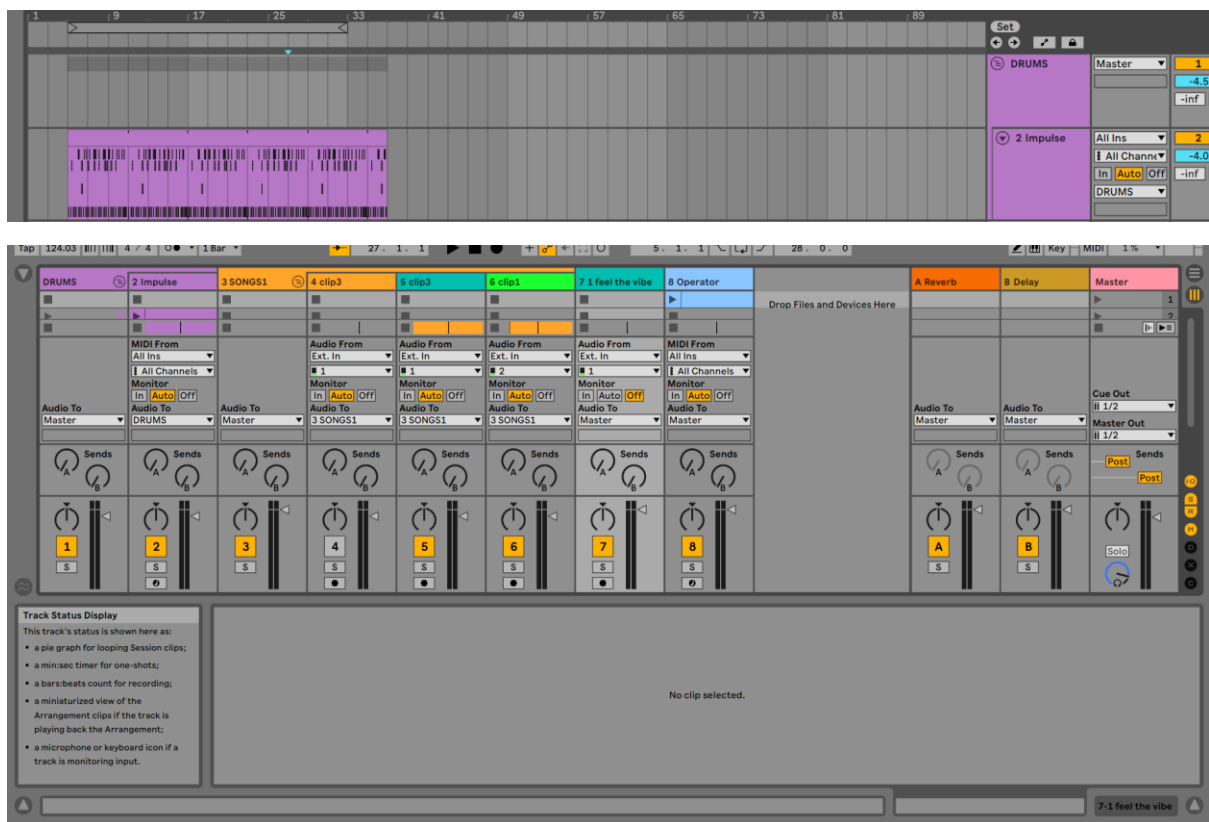 1 9 17 25 33 41 49 57 65 73 81 89
Set
DRUMS Master 1
-4.5
-inf
2 Impulse All Ins 2
All Channe -4.0
In Auto Off -inf
DRUMS
Tap 124.03 4 / 4 1 Bar 27. 1. 1 5. 1. 1 28. 0. 0 Key MIDI 1%
DRUMS 2 Impulse 3 SONGS1 4 clip3 5 clip3 6 clip1 7 1 feel the vibe 8 Operator A Reverb B Delay Master
Drop Files and Devices Here
1
2
MIDI From Audio From Audio From Audio From Audio From MIDI From
All Ins Ext. In Ext. In Ext. In Ext. In All Ins
All Channels 1 1 2 1 All Channels
Monitor Monitor Monitor Monitor Monitor Monitor Cue Out
In Auto Off In Auto Off In Auto Off In Auto Off In Auto Off In Auto Off ii 1/2
Audio To Audio To Audio To Audio To Audio To Audio To Audio To Audio To Audio To Audio To Master Out
Master DRUMS Master 3 SONGS1 3 SONGS1 3 SONGS1 Master Master Master Master ii 1/2
Sends Sends Sends Sends Sends Sends Sends Sends Sends Sends Sends
A A A A A A A A A A Post
B B B B B B B B B B Post
I·O
S
R
M
D
X
C
1 2 3 4 5 6 7 8 A B Solo
S S S S S S S S S S
Track Status Display
This track's status is shown here as:
• a pie graph for looping Session clips;
• a min:sec timer for one-shots;
• a bars:beats count for recording;
• a miniaturized view of the
Arrangement clips if the track is
playing back the Arrangement;
• a microphone or keyboard icon if a
track is monitoring input.
No clip selected.
7-1 feel the vibe